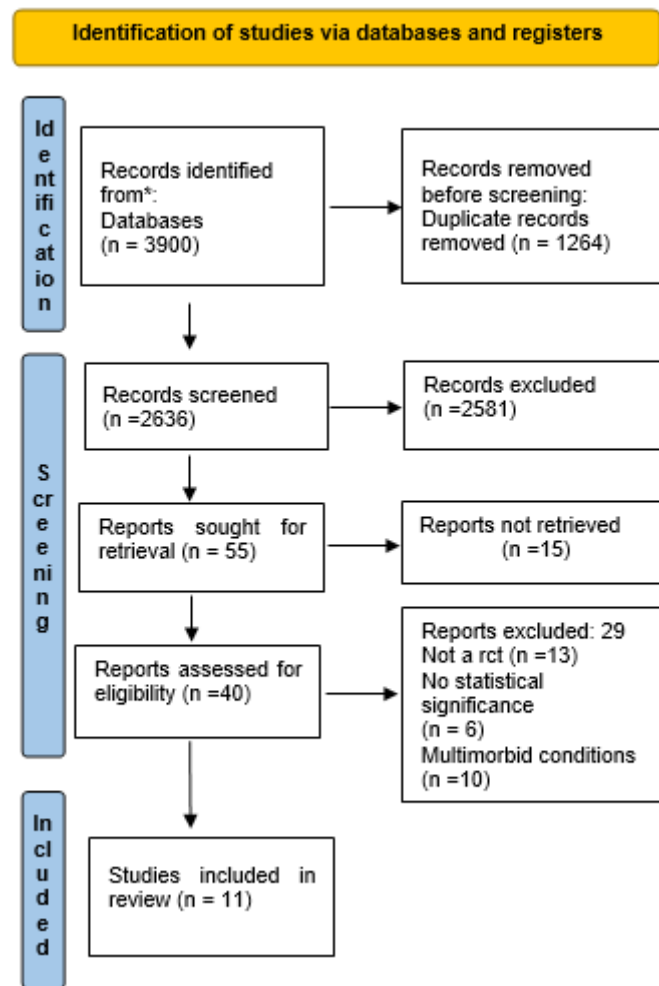 Identification of studies via databases and registers
Id
e
nt
ifi
c
at
io
n
Records identified
from*:
Databases
(n = 3900)
Records removed
before screening:
Duplicate records
removed (n = 1264)
S
cr
e
e
ni
n
g
Records screened
(n =2636)
Records excluded
(n =2581)
Reports sought for
retrieval (n = 55)
Reports not retrieved
(n =15)
Reports assessed for
eligibility (n =40)
Reports excluded: 29
Not a rct (n =13)
No statistical
significance
(n = 6)
Multimorbid conditions
(n =10)
In
cl
u
d
e
d
Studies included in
review (n = 11)